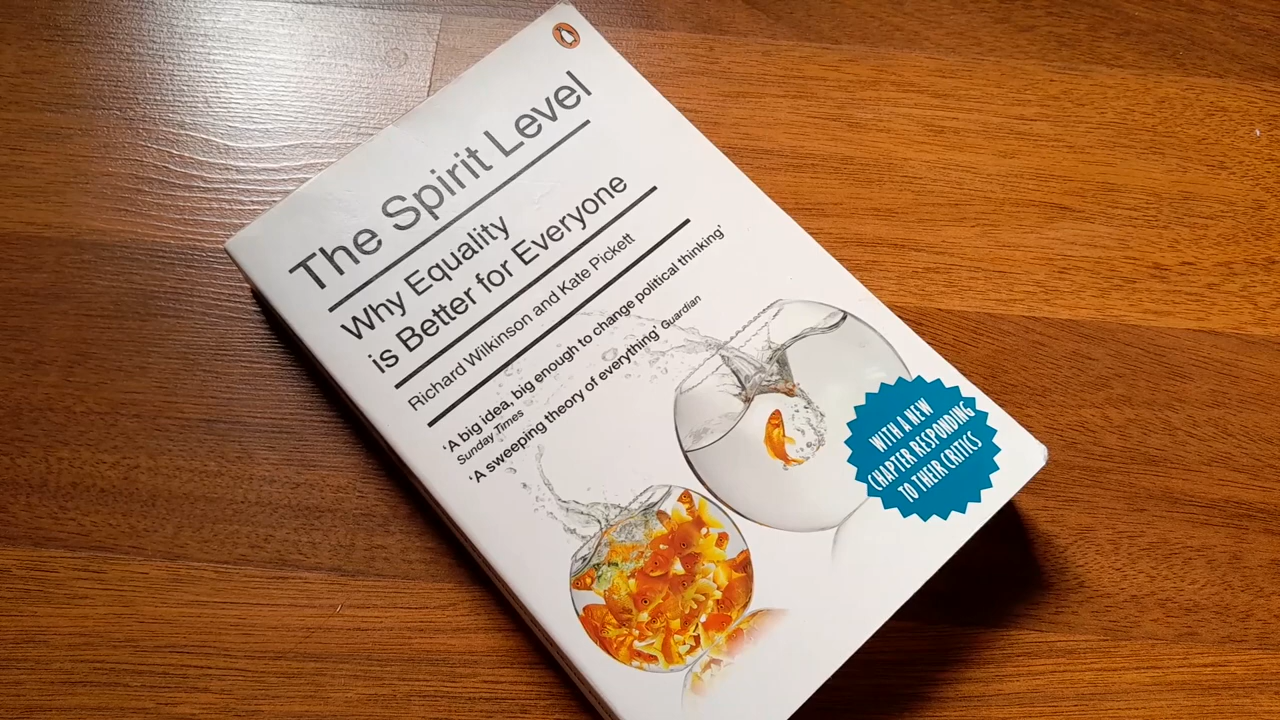 The Spirit Level
Why Equality
is Better for Everyone
Richard Wilkinson and Kate Pickett
‘A big idea, big enough to change political thinking’
Sunday Times
‘A sweeping theory of everything’ Guardian
WITH A NEW
CHAPTER RESPONDING
TO THEIR CRITICS